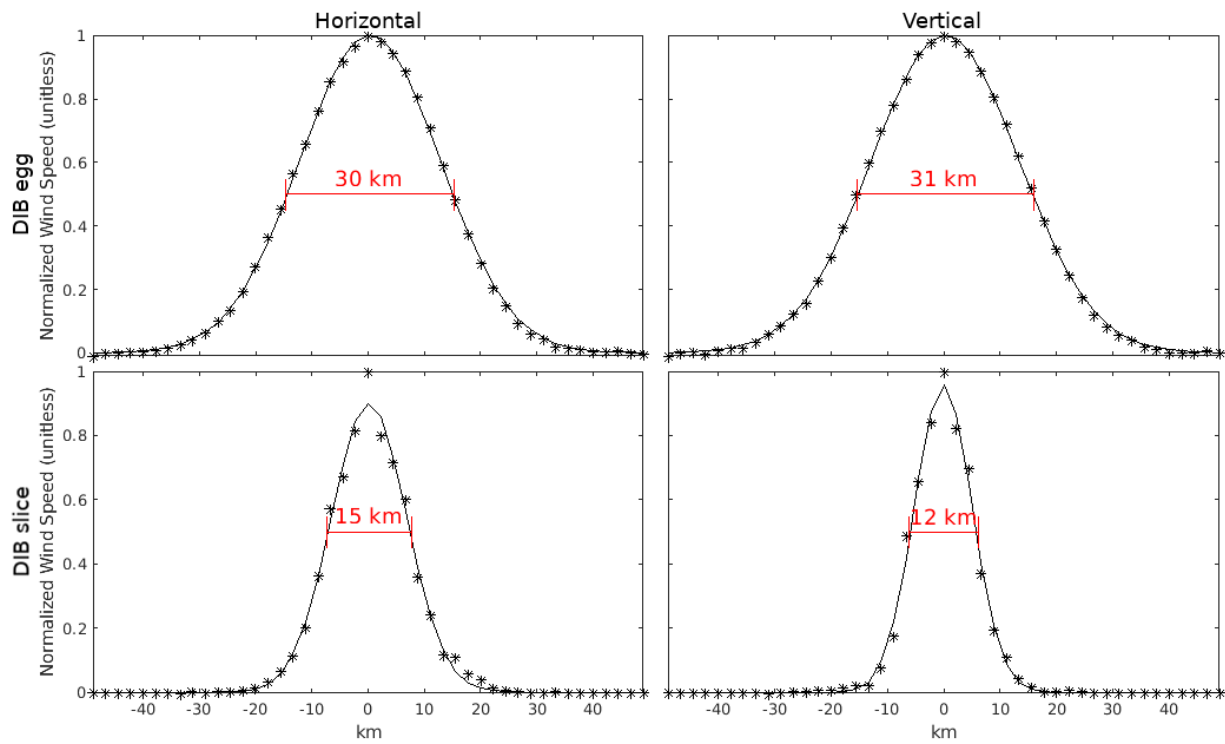 Horizontal
Vertical
DIB egg
Normalized Wind Speed (unitless)
1
0.8
0.6
0.4
0.2
0
30 km
31 km
DIB slice
Normalized Wind Speed (unitless)
1
0.8
0.6
0.4
0.2
0
15 km
12 km
-40 -30 -20 -10 0 10 20 30 40
-40 -30 -20 -10 0 10 20 30 40
km
km